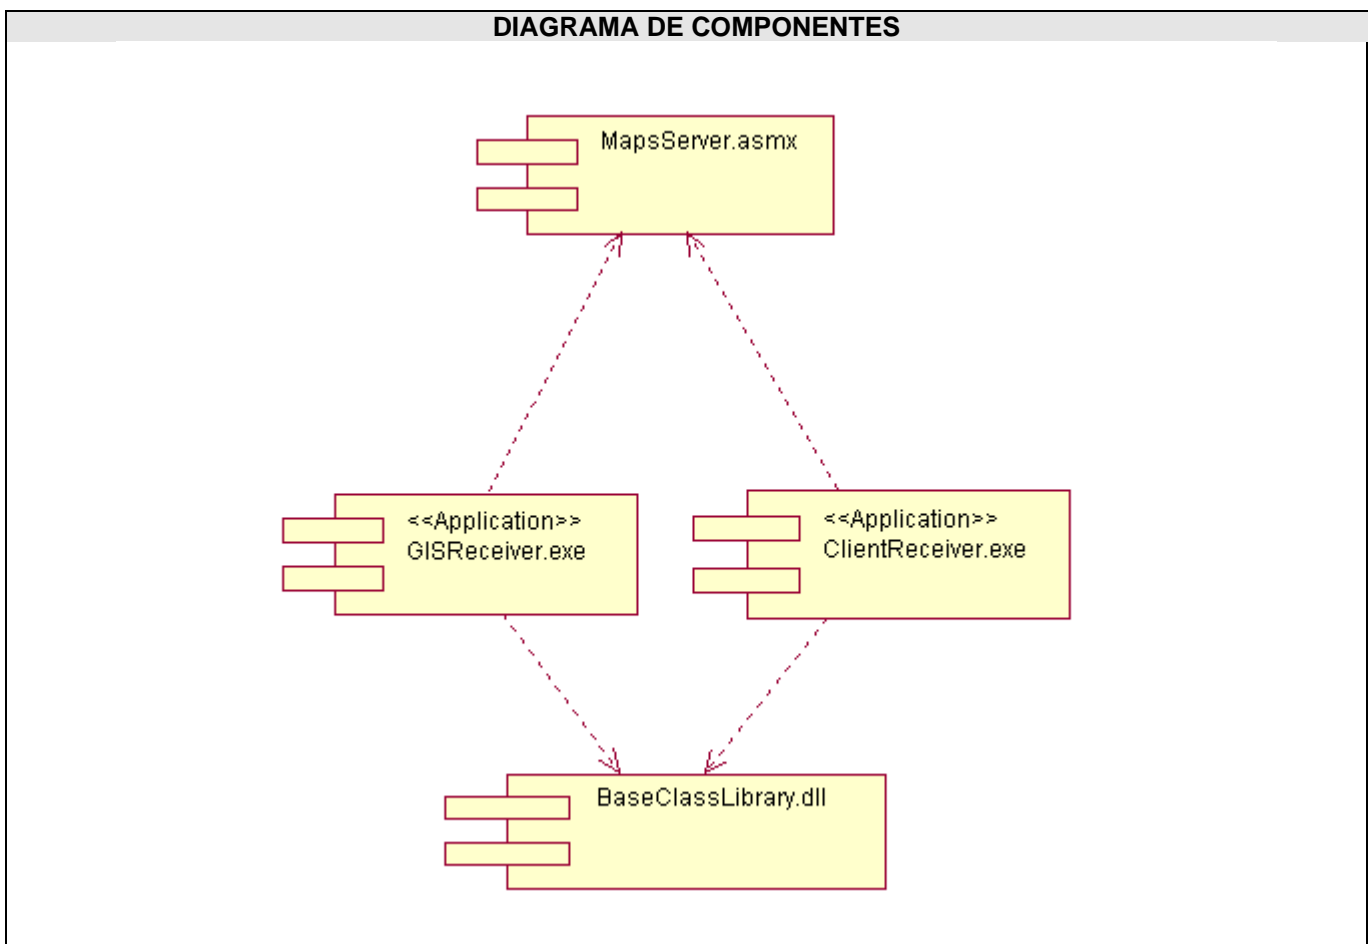 DIAGRAMA DE COMPONENTES
MapsServer.asmx
<<Application>>
GISReceiver.exe
<<Application>>
ClientReceiver.exe
BaseClassLibrary.dll